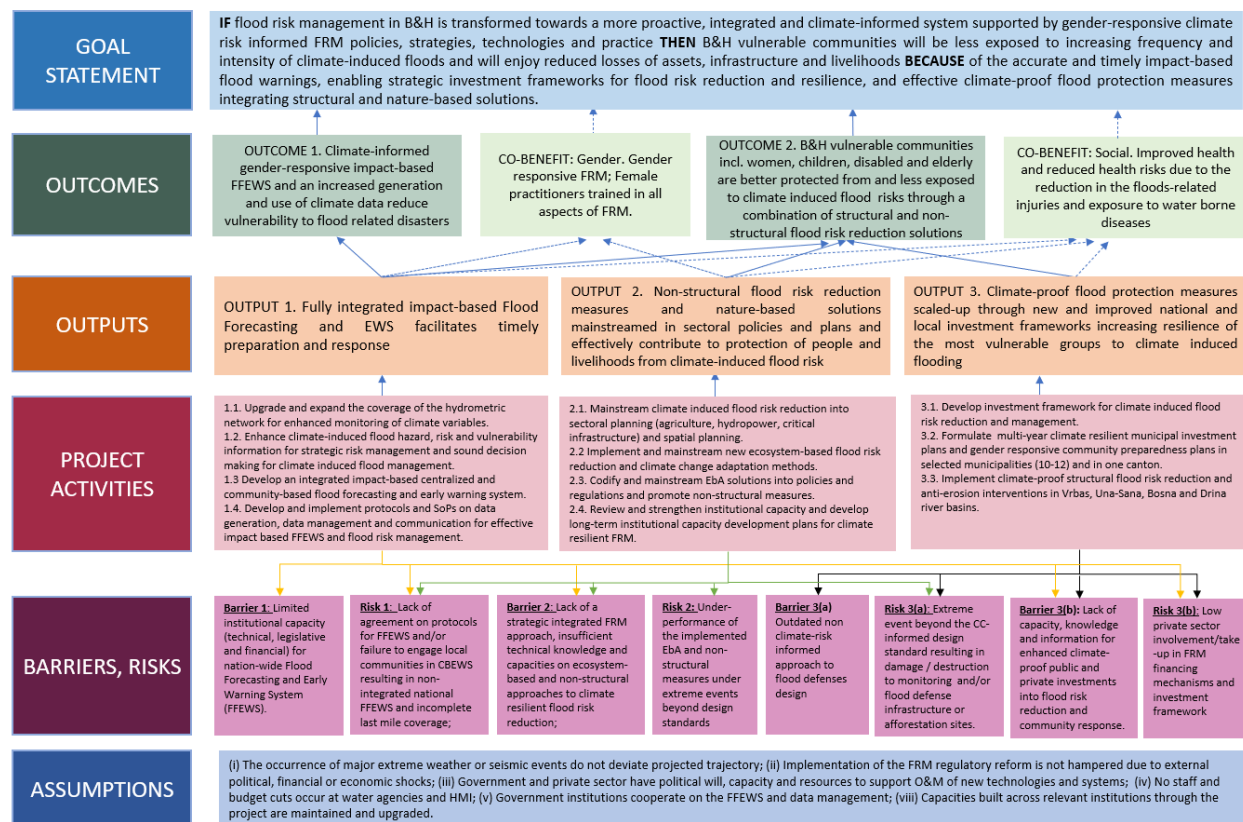 GOAL
STATEMENT
IF flood risk management in B&H is transformed towards a more proactive, integrated and climate-informed system supported by gender-responsive climate
risk informed FRM policies, strategies, technologies and practice THEN B&H vulnerable communities will be less exposed to increasing frequency and
intensity of climate-induced floods and will enjoy reduced losses of assets, infrastructure and livelihoods BECAUSE of the accurate and timely impact-based
flood warnings, enabling strategic investment frameworks for flood risk reduction and resilience, and effective climate-proof flood protection measures
integrating structural and nature-based solutions.
OUTCOMES
OUTCOME 1. Climate-informed
gender-responsive impact-based
FFEWS and an increased generation
and use of climate data reduce
vulnerability to flood related disasters
CO-BENEFIT: Gender. Gender
responsive FRM; Female
practitioners trained in all
aspects of FRM.
OUTCOME 2. B&H vulnerable communities
incl. women, children, disabled and elderly
are better protected from and less exposed
to climate induced flood risks through a
combination of structural and non-
structural flood risk reduction solutions
CO-BENEFIT: Social. Improved health
and reduced health risks due to the
reduction in the floods-related
injuries and exposure to water borne
diseases
OUTPUTS
OUTPUT 1. Fully integrated impact-based Flood
Forecasting and EWS facilitates timely
preparation and response
OUTPUT 2. Non-structural flood risk reduction
measures and nature-based solutions
mainstreamed in sectoral policies and plans and
effectively contribute to protection of people and
livelihoods from climate-induced flood risk
OUTPUT 3. Climate-proof flood protection measures
scaled-up through new and improved national and
local investment frameworks increasing resilience of
the most vulnerable groups to climate induced
flooding
PROJECT
ACTIVITIES
1.1. Upgrade and expand the coverage of the hydrometric
network for enhanced monitoring of climate variables.
1.2. Enhance climate-induced flood hazard, risk and vulnerability
information for strategic risk management and sound decision
making for climate induced flood management.
1.3 Develop an integrated impact-based centralized and
community-based flood forecasting and early warning system.
1.4. Develop and implement protocols and SoPs on data
generation, data management and communication for effective
impact based FFEWS and flood risk management.
2.1. Mainstream climate induced flood risk reduction into
sectoral planning (agriculture, hydropower, critical
infrastructure) and spatial planning.
2.2 Implement and mainstream new ecosystem-based flood risk
reduction and climate change adaptation methods.
2.3. Codify and mainstream EbA solutions into policies and
regulations and promote non-structural measures.
2.4. Review and strengthen institutional capacity and develop
long-term institutional capacity development plans for climate
resilient FRM.
3.1. Develop investment framework for climate induced flood
risk reduction and management.
3.2. Formulate multi-year climate resilient municipal investment
plans and gender responsive community preparedness plans in
selected municipalities (10-12) and in one canton.
3.3. Implement climate-proof structural flood risk reduction and
anti-erosion interventions in Vrbas, Una-Sana, Bosna and Drina
river basins.
BARRIERS, RISKS
Barrier 1: Limited
institutional capacity
(technical, legislative
and financial) for
nation-wide Flood
Forecasting and Early
Warning System
(FFEWS).
Risk 1: Lack of
agreement on protocols
for FFEWS and/or
failure to engage local
communities in CBEWS
resulting in non-
integrated national
FFEWS and incomplete
last mile coverage;
Barrier 2: Lack of a
strategic integrated FRM
approach, insufficient
technical knowledge and
capacities on ecosystem-
based and non-structural
approaches to climate
resilient flood risk
reduction;
Risk 2: Under-
performance of
the implemented
EbA and non-
structural
measures under
extreme events
beyond design
standards
Barrier 3(a)
Outdated non
climate-risk
informed
approach to
flood defenses
design
Risk 3(a): Extreme
event beyond the CC-
informed design
standard resulting in
damage / destruction
to monitoring and/or
flood defense
infrastructure or
afforestation sites.
Barrier 3(b): Lack of
capacity, knowledge
and information for
enhanced climate-
proof public and
private investments
into flood risk
reduction and
community response.
Risk 3(b): Low
private sector
involvement/take
-up in FRM
financing
mechanisms and
investment
framework
ASSUMPTIONS
(i) The occurrence of major extreme weather or seismic events do not deviate projected trajectory; (ii) Implementation of the FRM regulatory reform is not hampered due to external
political, financial or economic shocks; (iii) Government and private sector have political will, capacity and resources to support O&M of new technologies and systems; (iv) No staff and
budget cuts occur at water agencies and HMI; (v) Government institutions cooperate on the FFEWS and data management; (viii) Capacities built across relevant institutions through the
project are maintained and upgraded.